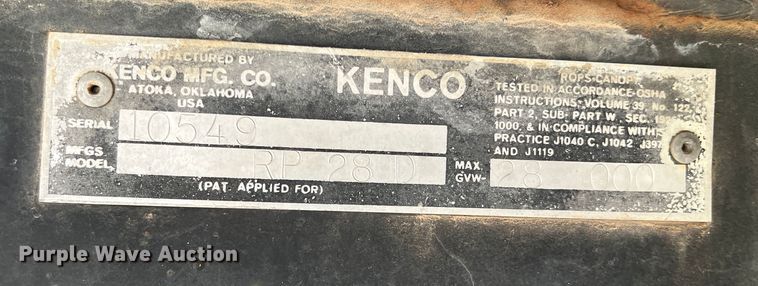 MANUFACTURED BY
KENCO MFG. CO.
ATOKA, OKLAHOMA
USA
KENCO
ROPS-CANOPY
TESTED IN ACCORDANCE-OSHA
INSTRUCTIONS: VOLUME 39, No. 122,
PART 2, SUB-PART W, SEC.
1000, & IN COMPLIANCE WITH
PRACTICE J1040 C, J1042 J397
AND J1119
SERIAL 10549
MFGS MODEL RP 28 D
MAX GVW- 28 000
(PAT. APPLIED FOR)
Purple Wave Auction